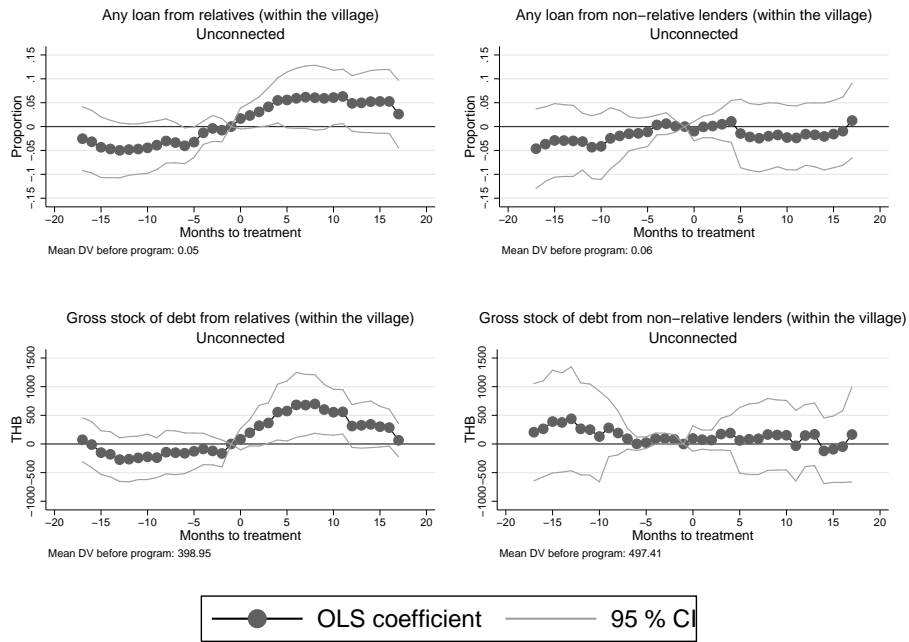 Any loan from relatives (within the village)
Unconnected
Proportion
.15
.1
.05
0
−.05
−.1
−.15
−20
−15
−10
−5
0
5
10
15
20
Months to treatment
Mean DV before program: 0.05
Any loan from non−relative lenders (within the village)
Unconnected
Proportion
.15
.1
.05
0
−.05
−.1
−.15
−20
−15
−10
−5
0
5
10
15
20
Months to treatment
Mean DV before program: 0.06
Gross stock of debt from relatives (within the village)
Unconnected
THB
1500
1000
500
0
−500
−1000
−20
−15
−10
−5
0
5
10
15
20
Months to treatment
Mean DV before program: 398.95
Gross stock of debt from non−relative lenders (within the village)
Unconnected
THB
1500
1000
500
0
−500
−1000
−20
−15
−10
−5
0
5
10
15
20
Months to treatment
Mean DV before program: 497.41
OLS coefficient
95 % CI